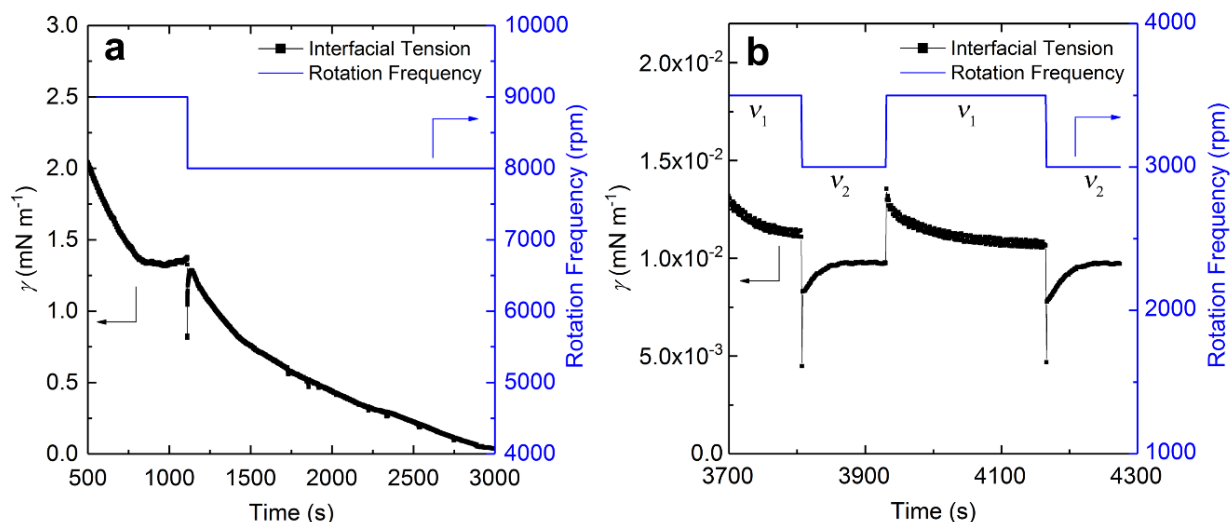 a
Interfacial Tension
Rotation Frequency
3.0
2.5
2.0
1.5
1.0
0.5
0.0
γ (mN m⁻¹)
500 1000 1500 2000 2500 3000
Time (s)
10000
9000
8000
7000
6000
5000
4000
Rotation Frequency (rpm)
b
Interfacial Tension
Rotation Frequency
ν₁
ν₂
ν₁
ν₂
2.0x10⁻²
1.5x10⁻²
1.0x10⁻²
5.0x10⁻³
0.0
γ (mN m⁻¹)
3700 3900 4100 4300
Time (s)
4000
3000
2000
1000
Rotation Frequency (rpm)